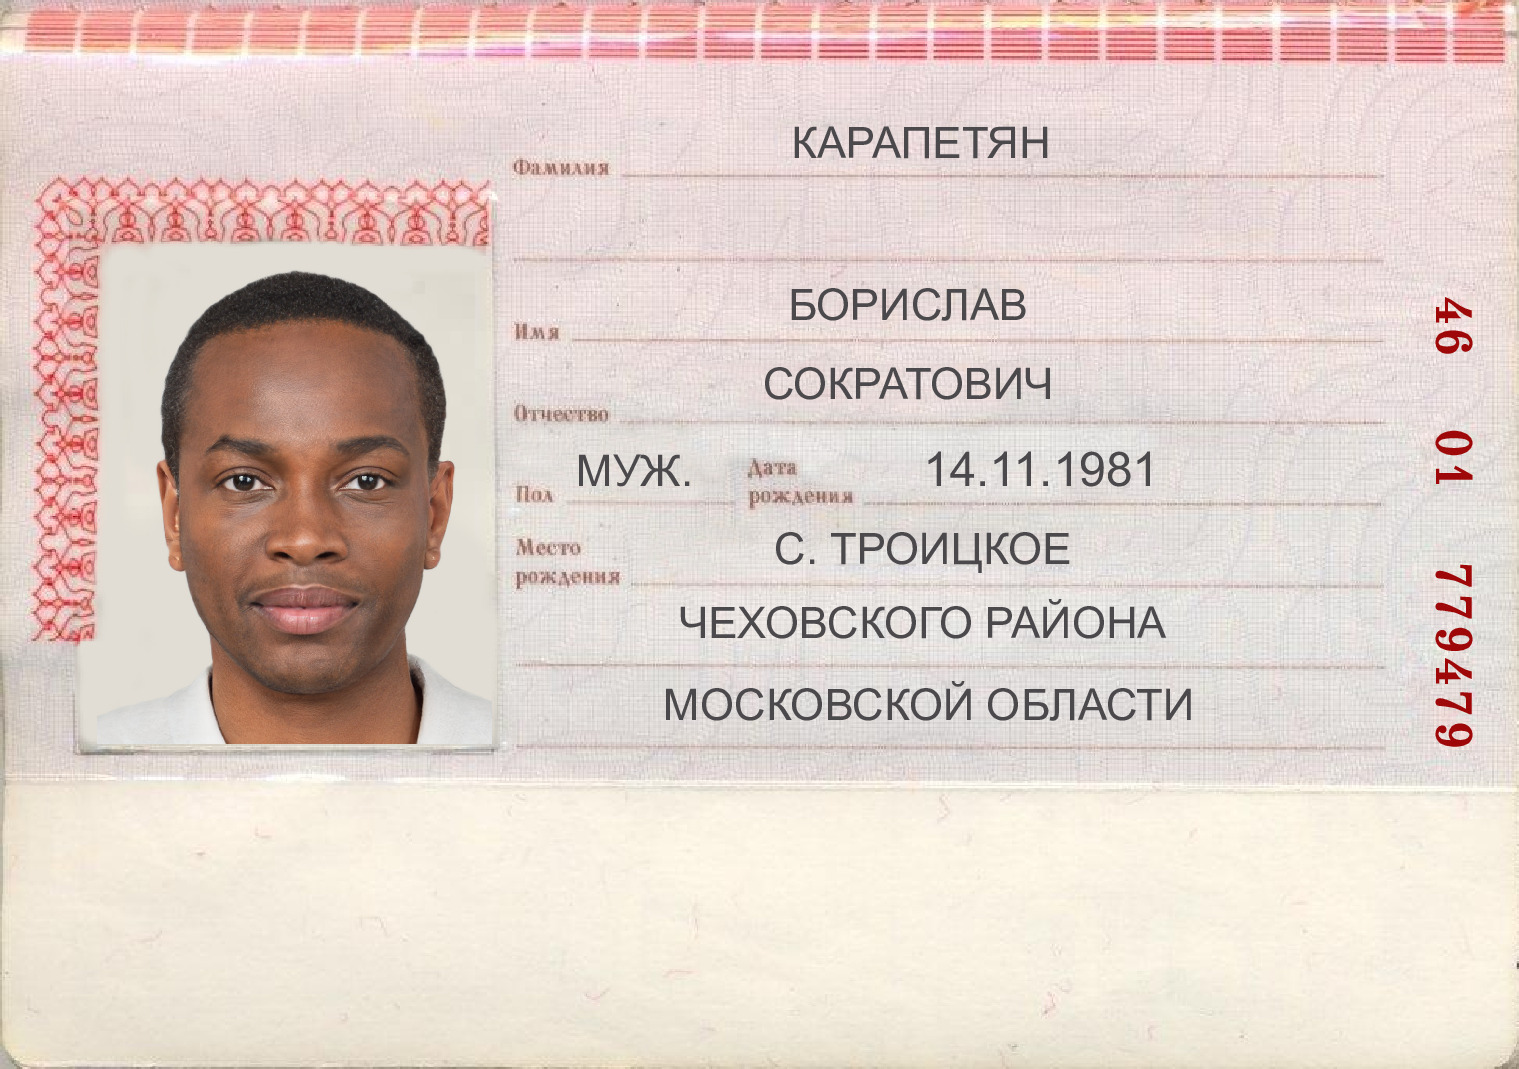 Фамилия КАРАПЕТЯН
Имя БОРИСЛАВ
Отчество СОКРАТОВИЧ
Пол МУЖ. Дата рождения 14.11.1981
Место рождения С. ТРОИЦКОЕ
ЧЕХОВСКОГО РАЙОНА
МОСКОВСКОЙ ОБЛАСТИ
46 01 779479